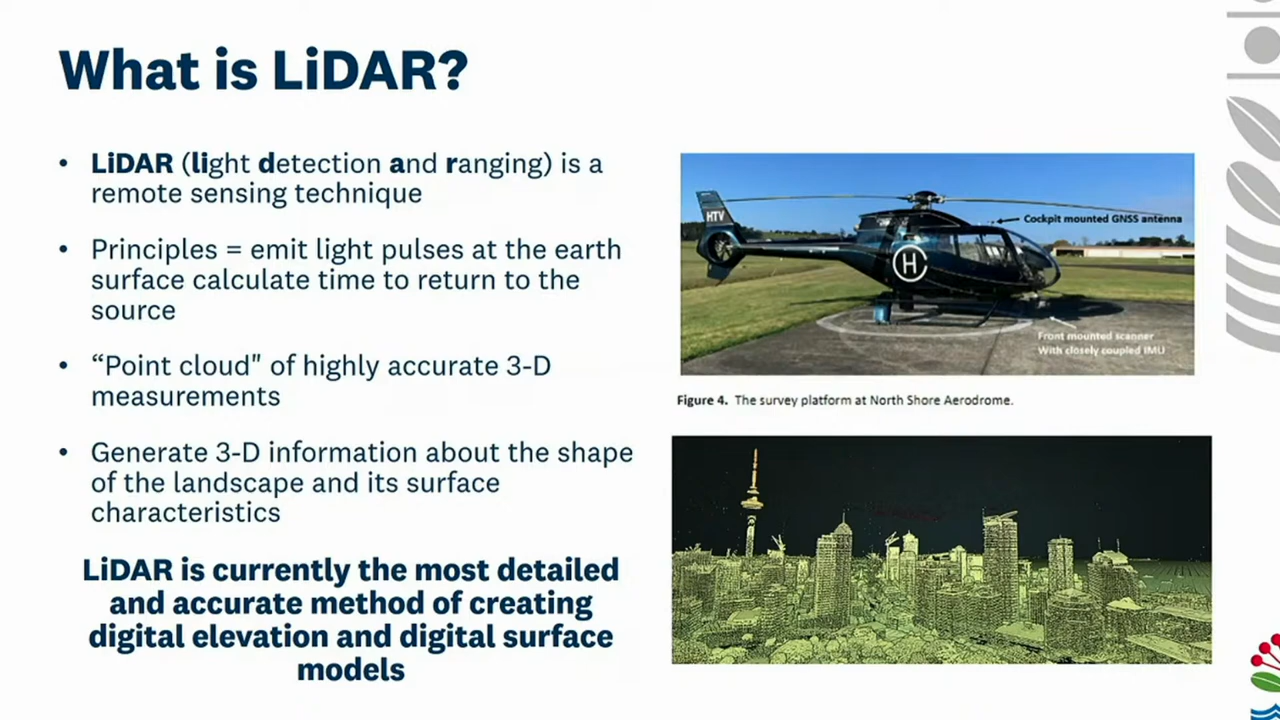 What is LiDAR?
• LiDAR (light detection and ranging) is a
remote sensing technique
• Principles = emit light pulses at the earth
surface calculate time to return to the
source
• “Point cloud" of highly accurate 3-D
measurements
• Generate 3-D information about the shape
of the landscape and its surface
characteristics
LiDAR is currently the most detailed
and accurate method of creating
digital elevation and digital surface
models
HTV
Cockpit mounted GNSS antenna
H
Front mounted scanner
With closely coupled IMU
Figure 4. The survey platform at North Shore Aerodrome.